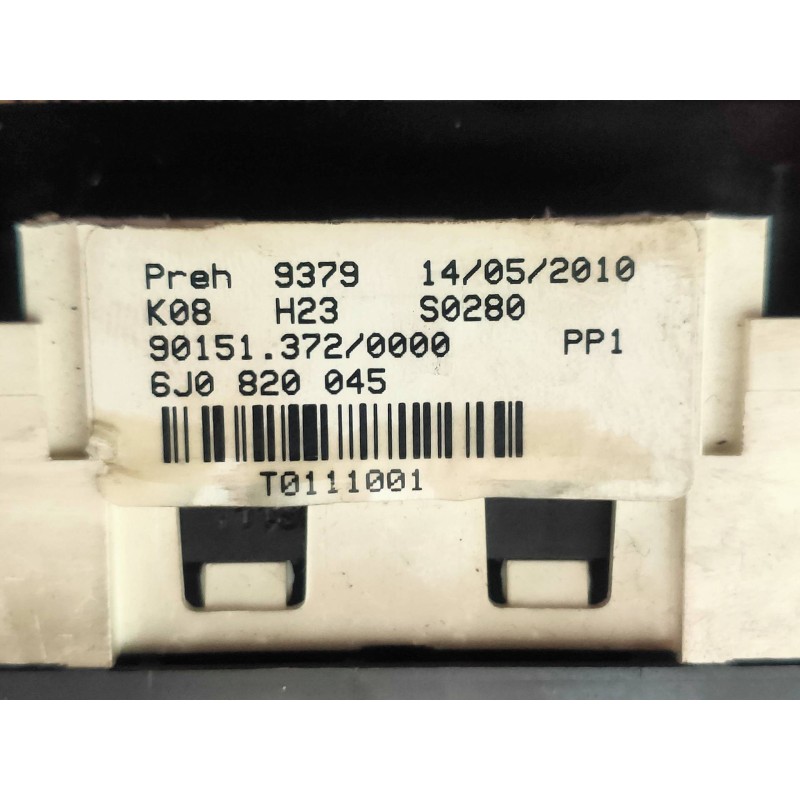 Preh 9379 14/05/2010
K08 H23 S0280
90151.372/0000 PP1
6J0 820 045
T0111001